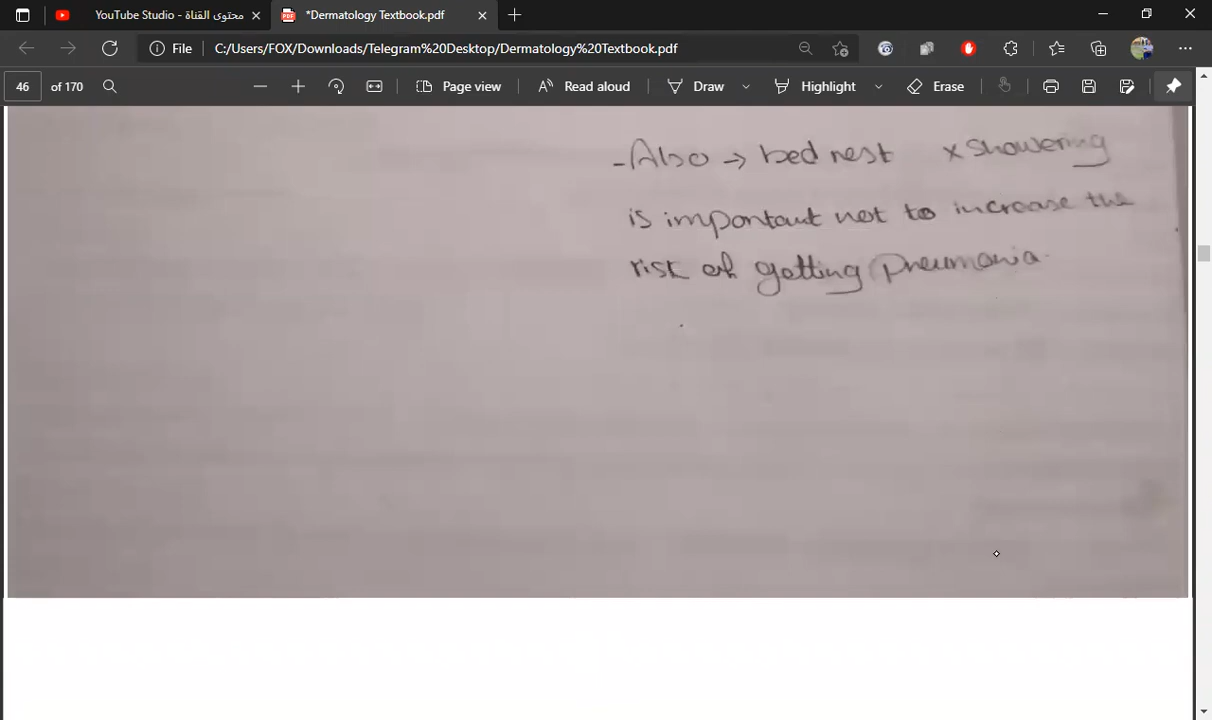 YouTube Studio - محتوى القناة
*Dermatology Textbook.pdf
File
C:/Users/FOX/Downloads/Telegram%20Desktop/Dermatology%20Textbook.pdf
46 of 170
Page view
Read aloud
Draw
Highlight
Erase
- Also → bed rest x showering
is important not to increase the
risk of getting pneumonia.